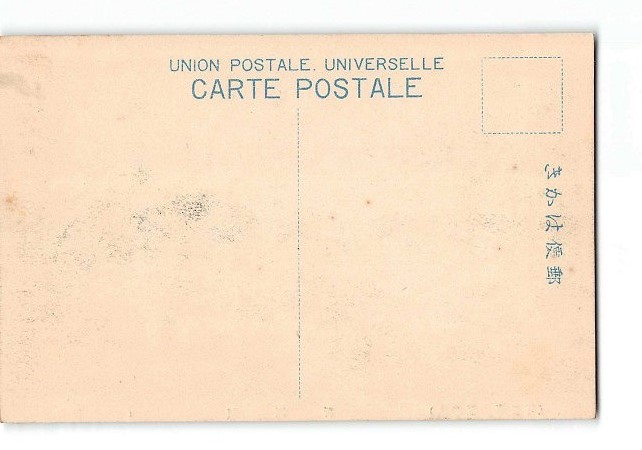 UNION POSTALE. UNIVERSELLE
CARTE POSTALE
郵便はかき